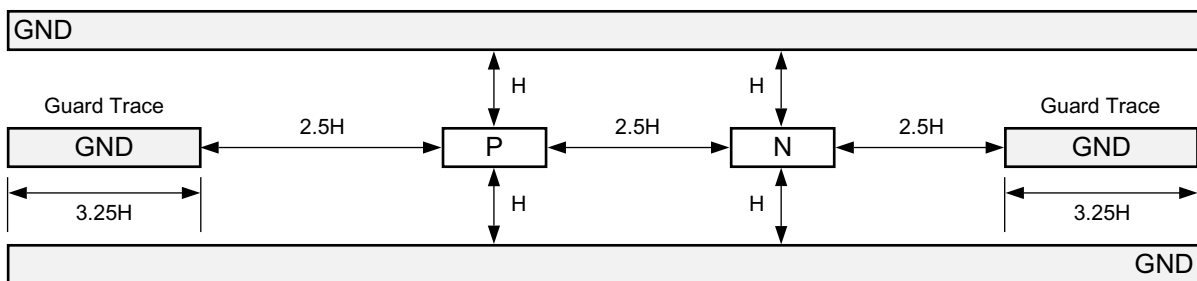 GND
H H
Guard Trace Guard Trace
2.5H 2.5H 2.5H
GND P N GND
H H
3.25H 3.25H
GND